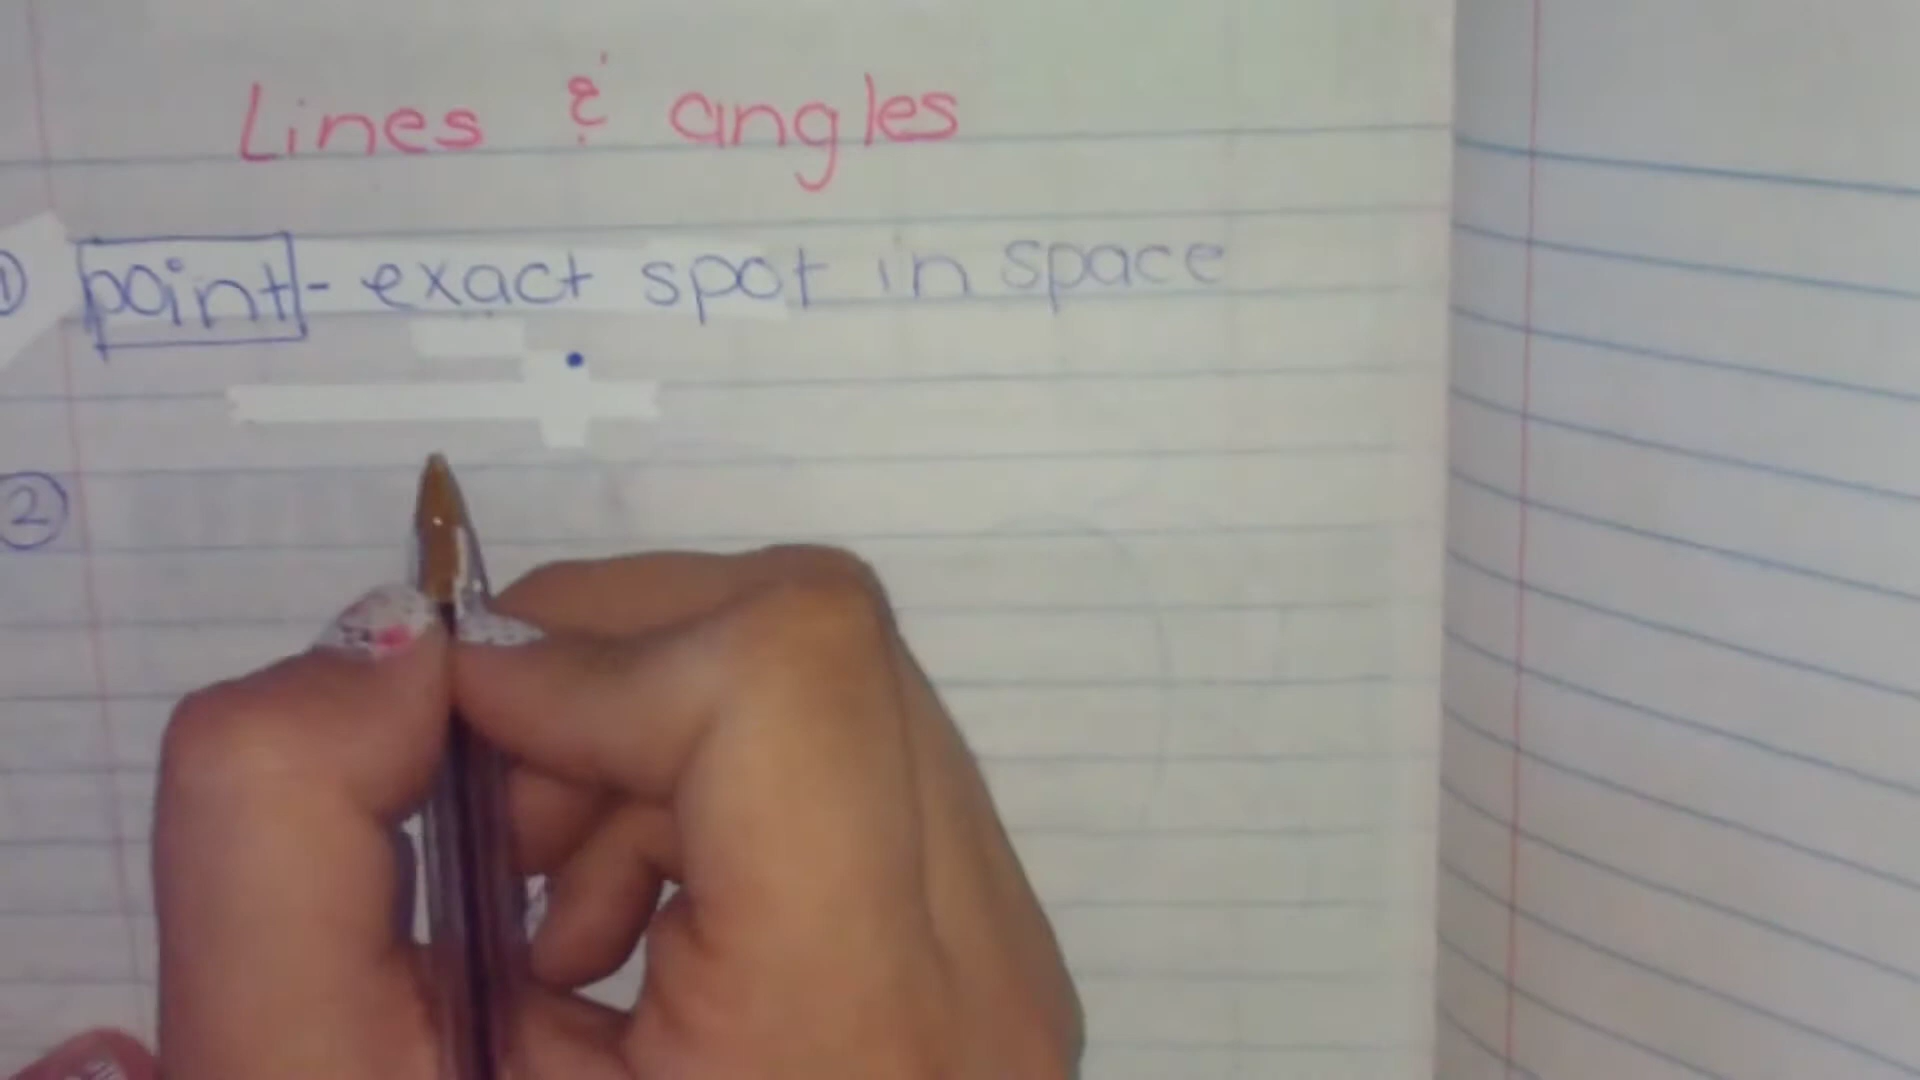 Lines & angles
① point - exact spot in space
②